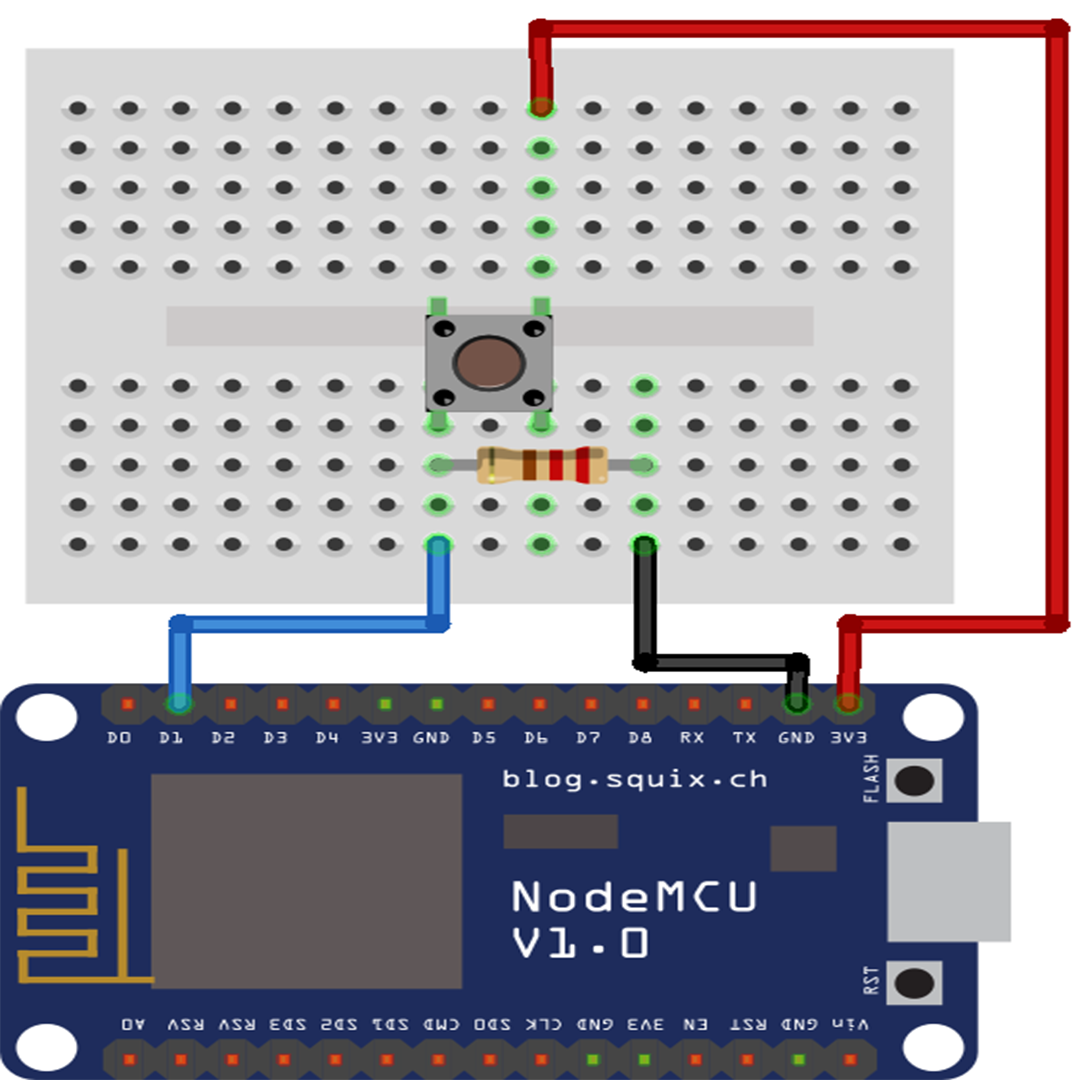 D0 D1 D2 D3 D4 3V3 GND D5 D6 D7 D8 RX TX GND 3V3
blog.squix.ch
FLASH
NodeMCU
V1.0
RST
A0 RSV RSV SD3 SD2 SD1 CMD SD0 CLK GND 3V3 EN RST GND Vin